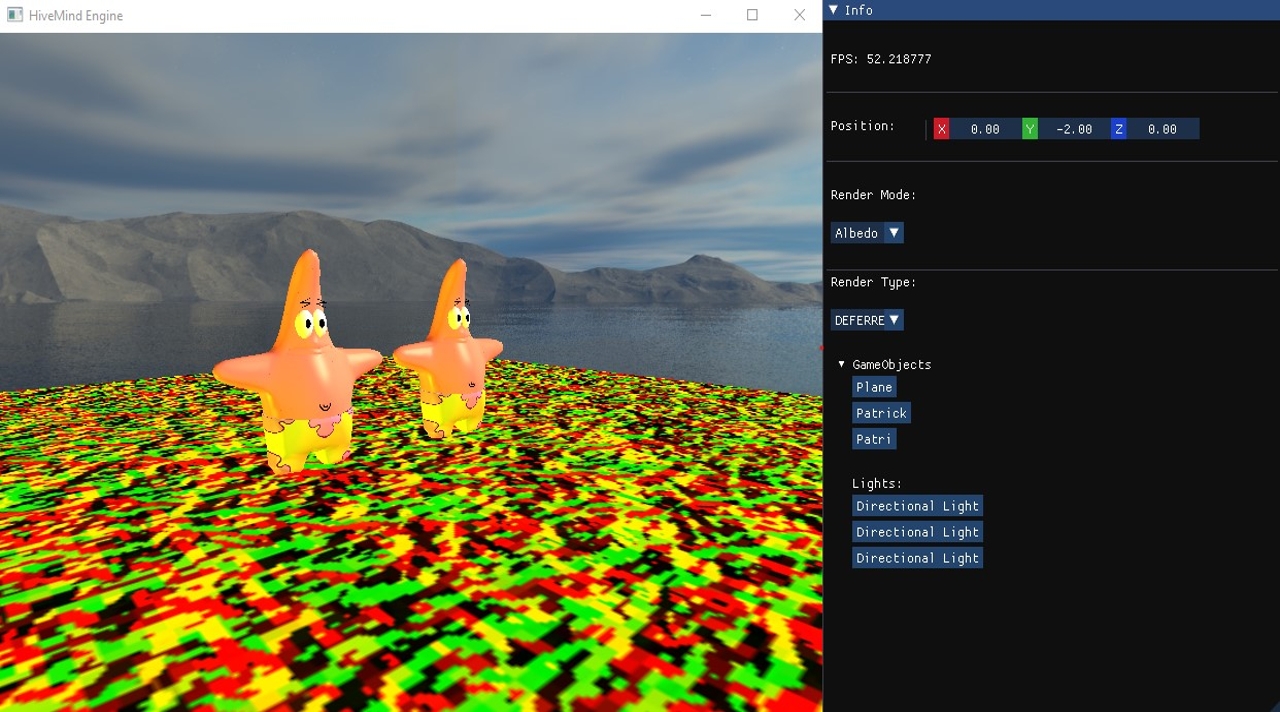 HiveMind Engine
Info
FPS: 52.218777
Position: X 0.00 Y -2.00 Z 0.00
Render Mode:
Albedo
Render Type:
DEFERRE
GameObjects
Plane
Patrick
Patri
Lights:
Directional Light
Directional Light
Directional Light